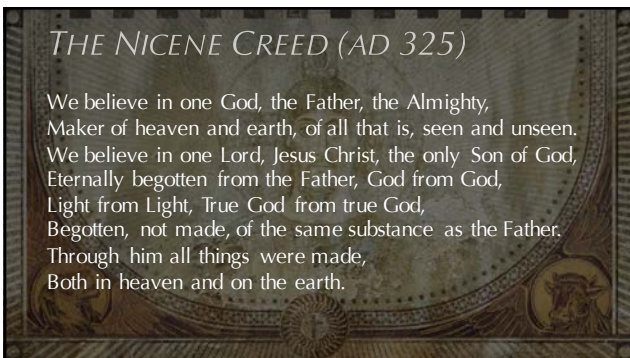 THE NICENE CREED (AD 325)
We believe in one God, the Father, the Almighty,
Maker of heaven and earth, of all that is, seen and unseen.
We believe in one Lord, Jesus Christ, the only Son of God,
Eternally begotten from the Father, God from God,
Light from Light, True God from true God,
Begotten, not made, of the same substance as the Father.
Through him all things were made,
Both in heaven and on the earth.